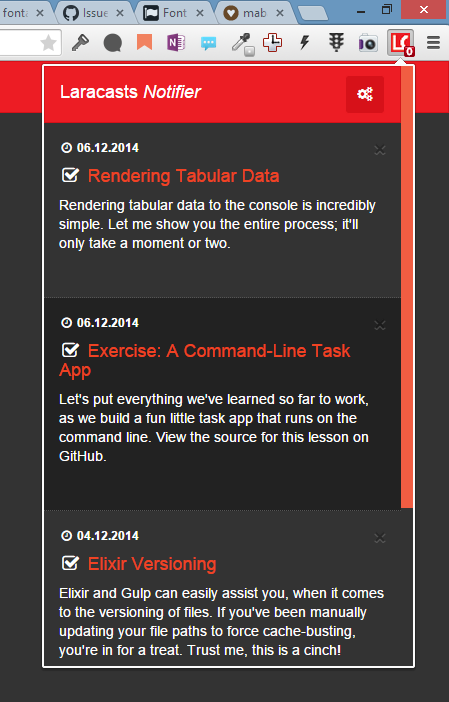 fonta
Issue
Font
mab
N
0
Laracasts Notifier
06.12.2014
Rendering Tabular Data
Rendering tabular data to the console is incredibly
simple. Let me show you the entire process; it'll
only take a moment or two.
06.12.2014
Exercise: A Command-Line Task
App
Let's put everything we've learned so far to work,
as we build a fun little task app that runs on the
command line. View the source for this lesson on
GitHub.
04.12.2014
Elixir Versioning
Elixir and Gulp can easily assist you, when it comes
to the versioning of files. If you've been manually
updating your file paths to force cache-busting,
you're in for a treat. Trust me, this is a cinch!